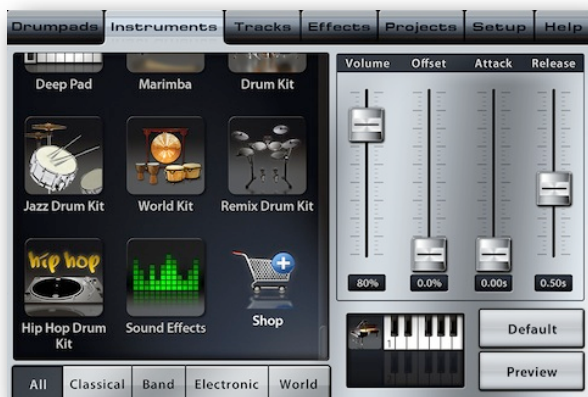 Drumpads Instruments Tracks Effects Projects Setup Help
Deep Pad Marimba Drum Kit
Jazz Drum Kit World Kit Remix Drum Kit
hip hop
Hip Hop Drum Kit
Sound Effects
Shop
All Classical Band Electronic World
Volume Offset Attack Release
80% 0.0% 0.00s 0.50s
1
Default
Preview